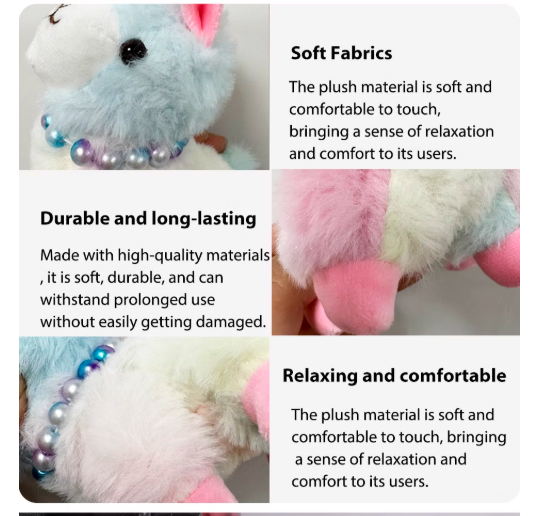 Soft Fabrics
The plush material is soft and
comfortable to touch,
bringing a sense of relaxation
and comfort to its users.
Durable and long-lasting
Made with high-quality materials
, it is soft, durable, and can
withstand prolonged use
without easily getting damaged.
Relaxing and comfortable
The plush material is soft and
comfortable to touch, bringing
a sense of relaxation and
comfort to its users.